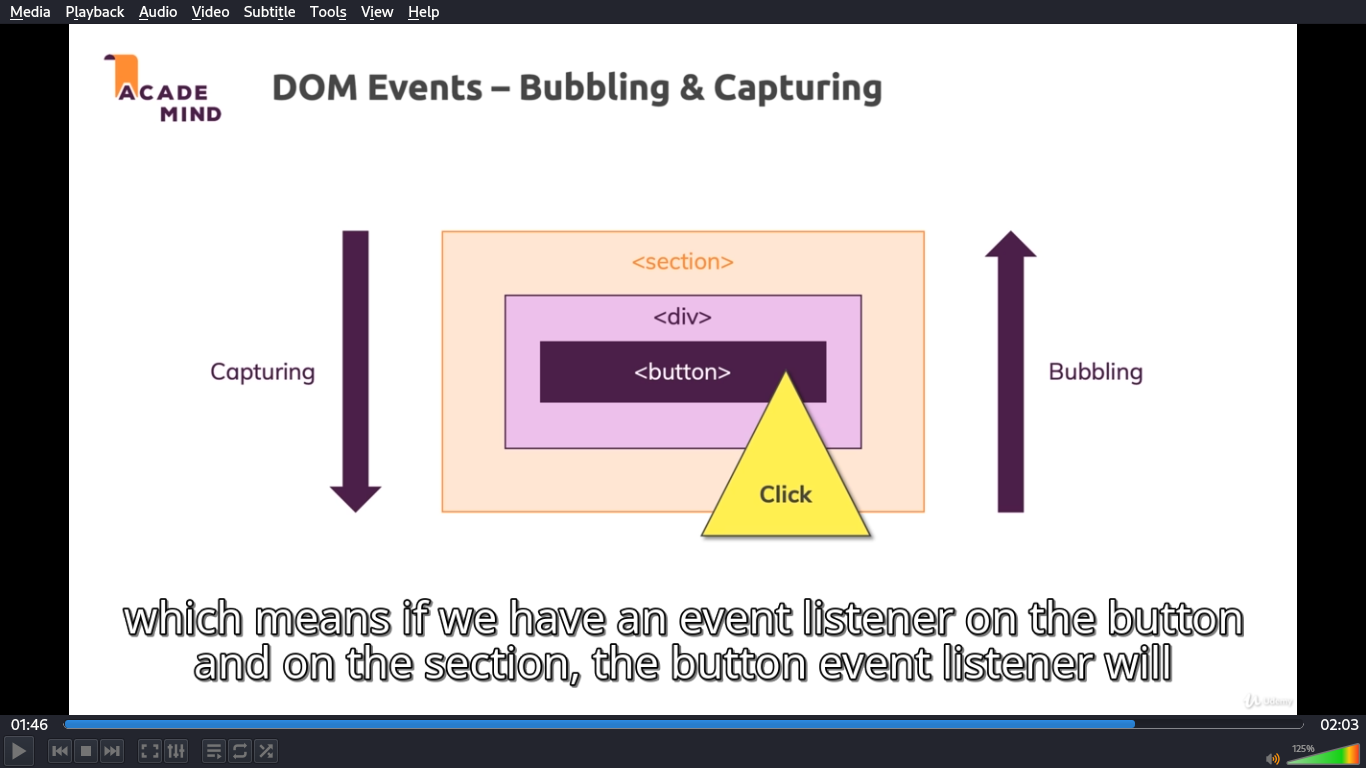 Media Playback Audio Video Subtitle Tools View Help
ACADE
MIND
DOM Events – Bubbling & Capturing
<section>
<div>
Capturing
<button>
Bubbling
Click
which means if we have an event listener on the button
and on the section, the button event listener will
Udemy
01:46
02:03
125%